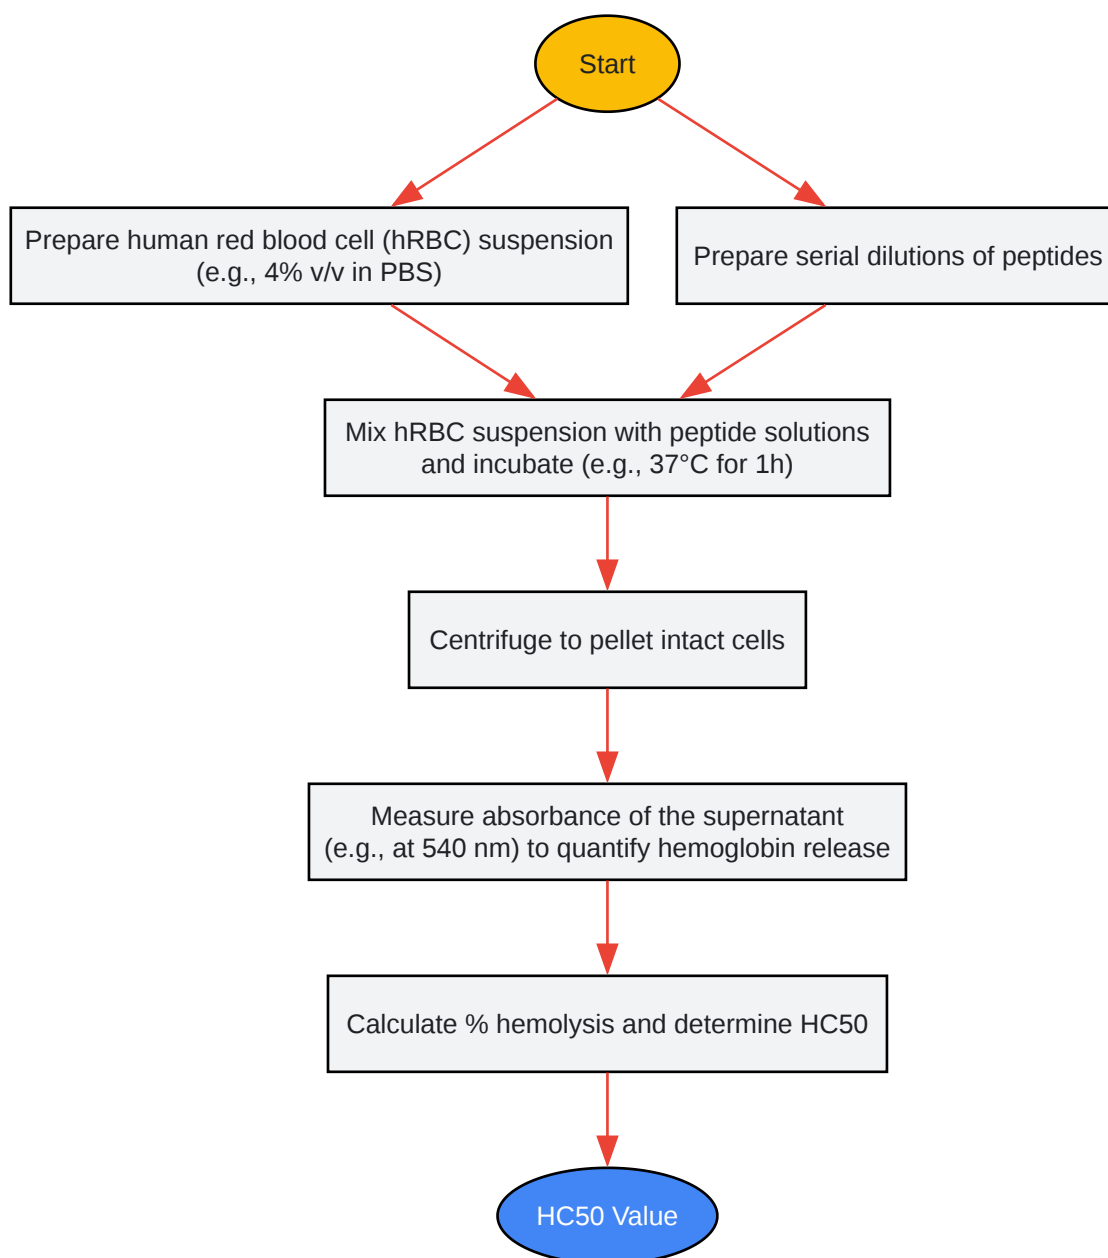 Start
Prepare human red blood cell (hRBC) suspension
(e.g., 4% v/v in PBS)
Prepare serial dilutions of peptides
Mix hRBC suspension with peptide solutions
and incubate (e.g., 37°C for 1h)
Centrifuge to pellet intact cells
Measure absorbance of the supernatant
(e.g., at 540 nm) to quantify hemoglobin release
Calculate % hemolysis and determine HC50
HC50 Value